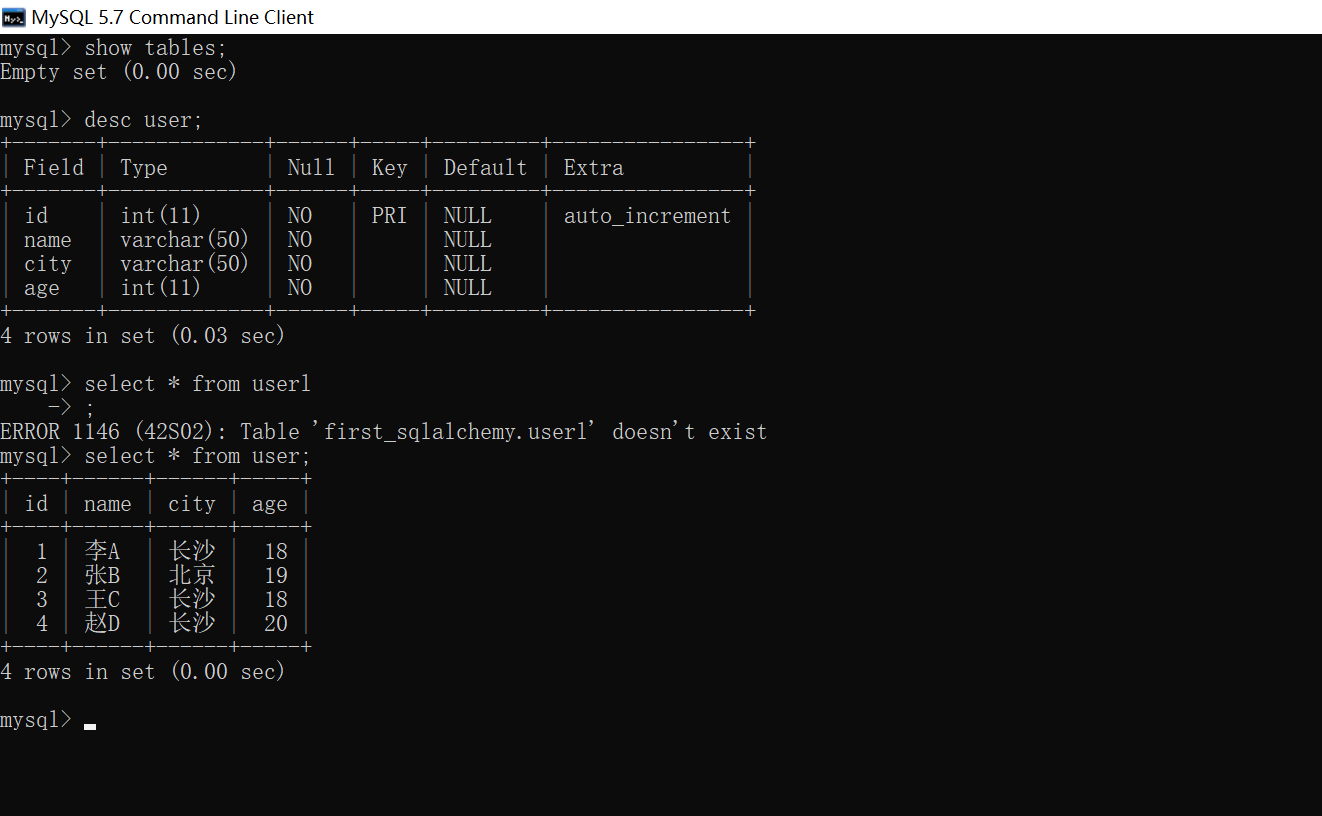 MySQL 5.7 Command Line Client
mysql> show tables;
Empty set (0.00 sec)
mysql> desc user;
+-------+-------------+------+-----+---------+----------------+
| Field | Type        | Null | Key | Default | Extra          |
+-------+-------------+------+-----+---------+----------------+
| id    | int(11)     | NO   | PRI | NULL    | auto_increment |
| name  | varchar(50) | NO   |     | NULL    |                |
| city  | varchar(50) | NO   |     | NULL    |                |
| age   | int(11)     | NO   |     | NULL    |                |
+-------+-------------+------+-----+---------+----------------+
4 rows in set (0.03 sec)
mysql> select * from userl
    -> ;
ERROR 1146 (42S02): Table 'first_sqlalchemy.userl' doesn't exist
mysql> select * from user;
+----+------+------+-----+
| id | name | city | age |
+----+------+------+-----+
|  1 | 李A  | 长沙 |  18 |
|  2 | 张B  | 北京 |  19 |
|  3 | 王C  | 长沙 |  18 |
|  4 | 赵D  | 长沙 |  20 |
+----+------+------+-----+
4 rows in set (0.00 sec)
mysql>